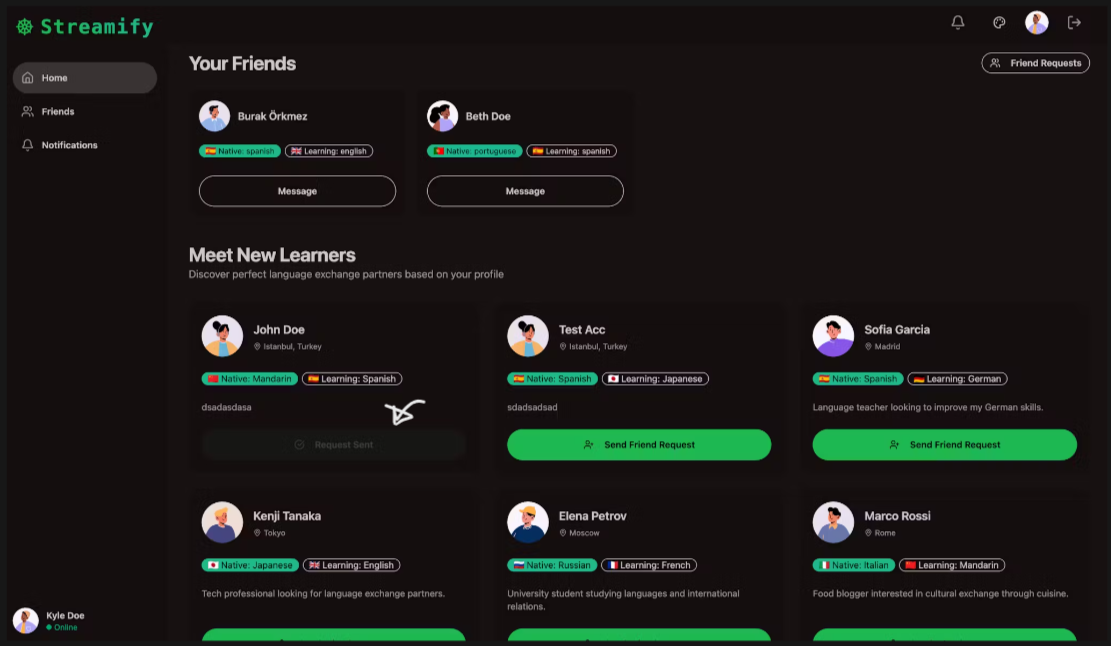 Streamify
Home
Friends
Notifications
Your Friends
Friend Requests
Burak Örkmez
Native: spanish
Learning: english
Message
Beth Doe
Native: portuguese
Learning: spanish
Message
Meet New Learners
Discover perfect language exchange partners based on your profile
John Doe
Istanbul, Turkey
Native: Mandarin
Learning: Spanish
dsadasdasa
Request Sent
Test Acc
Istanbul, Turkey
Native: Spanish
Learning: Japanese
sdadsadsad
Send Friend Request
Sofia Garcia
Madrid
Native: Spanish
Learning: German
Language teacher looking to improve my German skills.
Send Friend Request
Kenji Tanaka
Tokyo
Native: Japanese
Learning: English
Tech professional looking for language exchange partners.
Elena Petrov
Moscow
Native: Russian
Learning: French
University student studying languages and international
relations.
Marco Rossi
Rome
Native: Italian
Learning: Mandarin
Food blogger interested in cultural exchange through cuisine.
Kyle Doe
Online